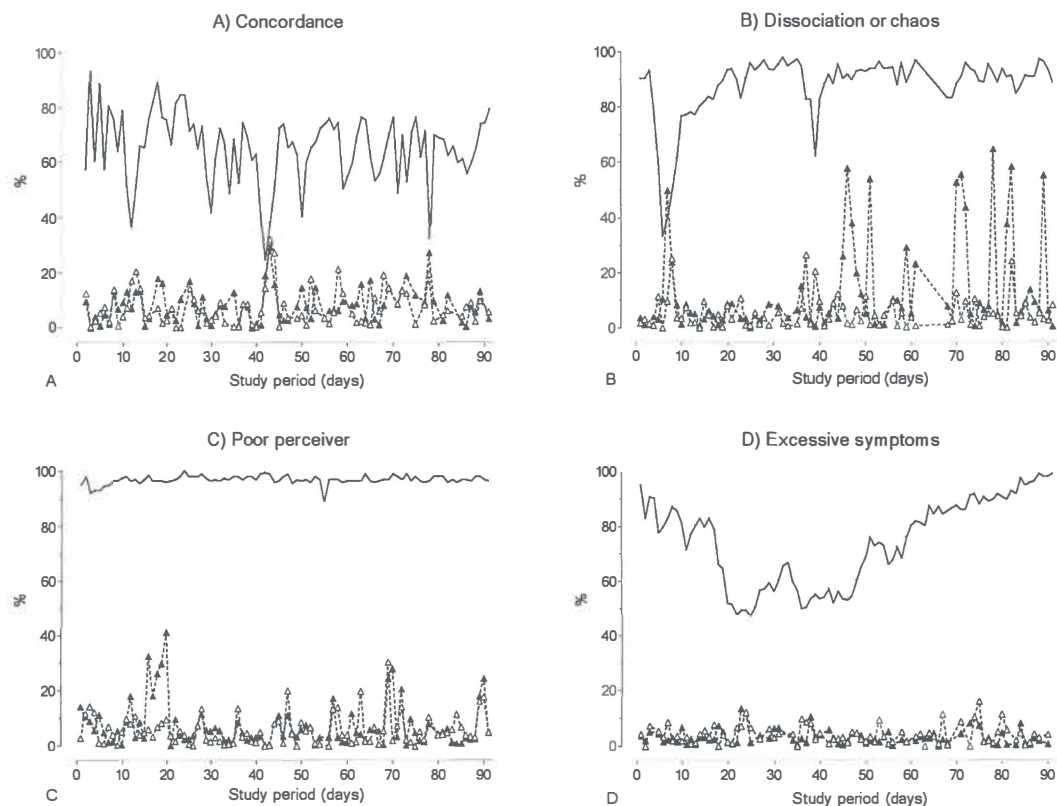 A) Concordance
100
80
60
40
20
0
%
0 10 20 30 40 50 60 70 80 90
A
Study period (days)
B) Dissociation or chaos
100
80
60
40
20
0
%
0 10 20 30 40 50 60 70 80 90
B
Study period (days)
C) Poor perceiver
100
80
60
40
20
0
%
0 10 20 30 40 50 60 70 80 90
C
Study period (days)
D) Excessive symptoms
100
80
60
40
20
0
%
0 10 20 30 40 50 60 70 80 90
D
Study period (days)